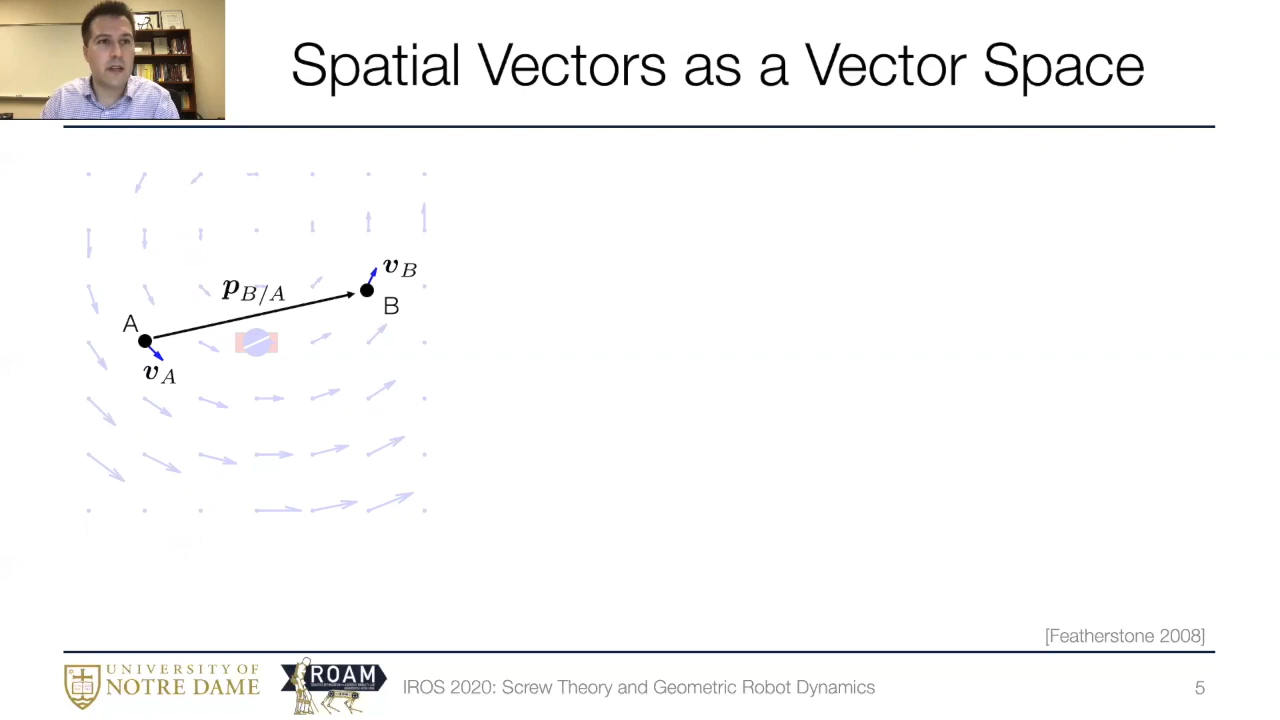 Spatial Vectors as a Vector Space
v_B
p_{B/A}
B
A
v_A
[Featherstone 2008]
UNIVERSITY OF
NOTRE DAME
ROAM
IROS 2020: Screw Theory and Geometric Robot Dynamics
5